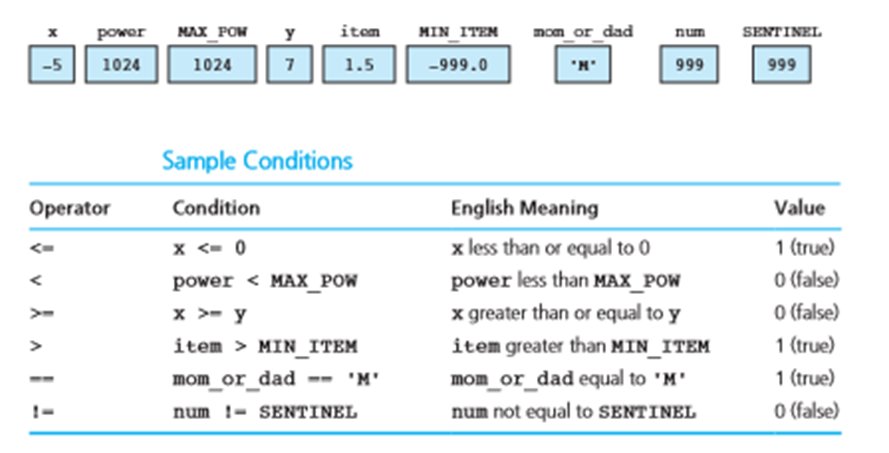 x power MAX_POW y item MIN_ITEM mom_or_dad num SENTINEL
-5 1024 1024 7 1.5 -999.0 'M' 999 999
Sample Conditions
Operator Condition English Meaning Value
<= x <= 0 x less than or equal to 0 1 (true)
< power < MAX_POW power less than MAX_POW 0 (false)
>= x >= y x greater than or equal to y 0 (false)
> item > MIN_ITEM item greater than MIN_ITEM 1 (true)
== mom_or_dad == 'M' mom_or_dad equal to 'M' 1 (true)
!= num != SENTINEL num not equal to SENTINEL 0 (false)